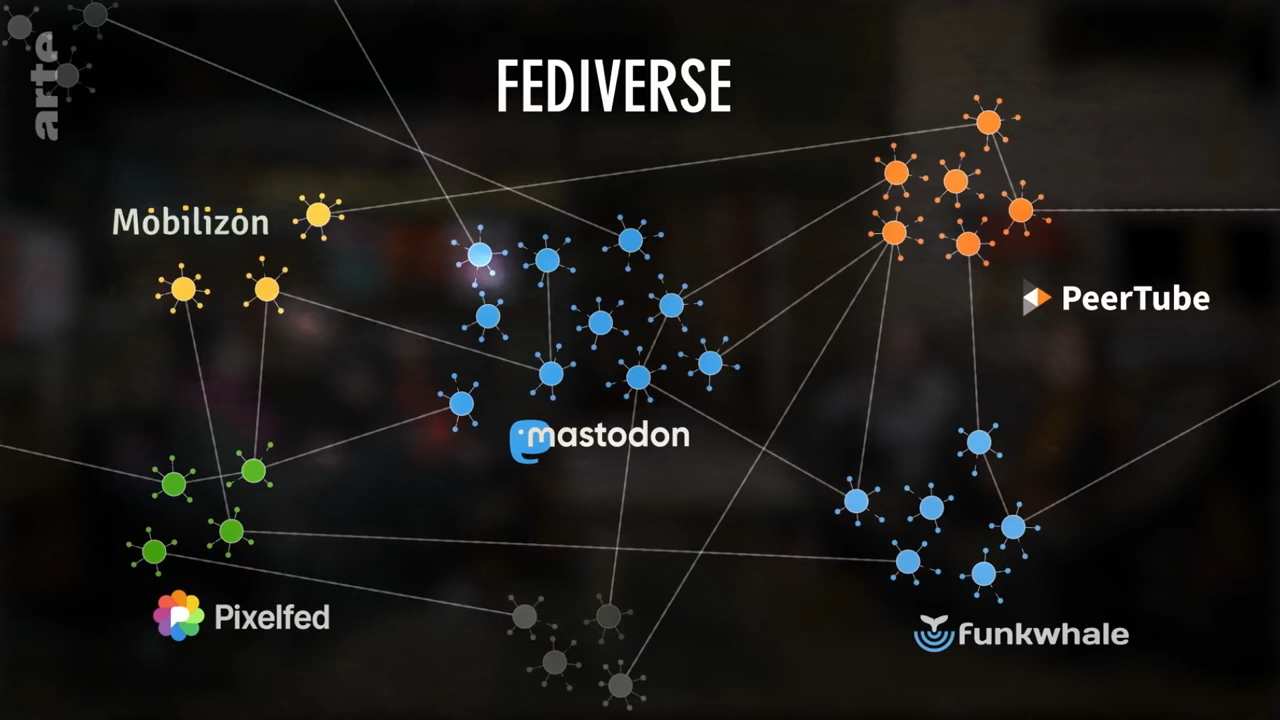 FEDIVERSE
arte
Mobilizon
PeerTube
mastodon
Pixelfed
funkwhale